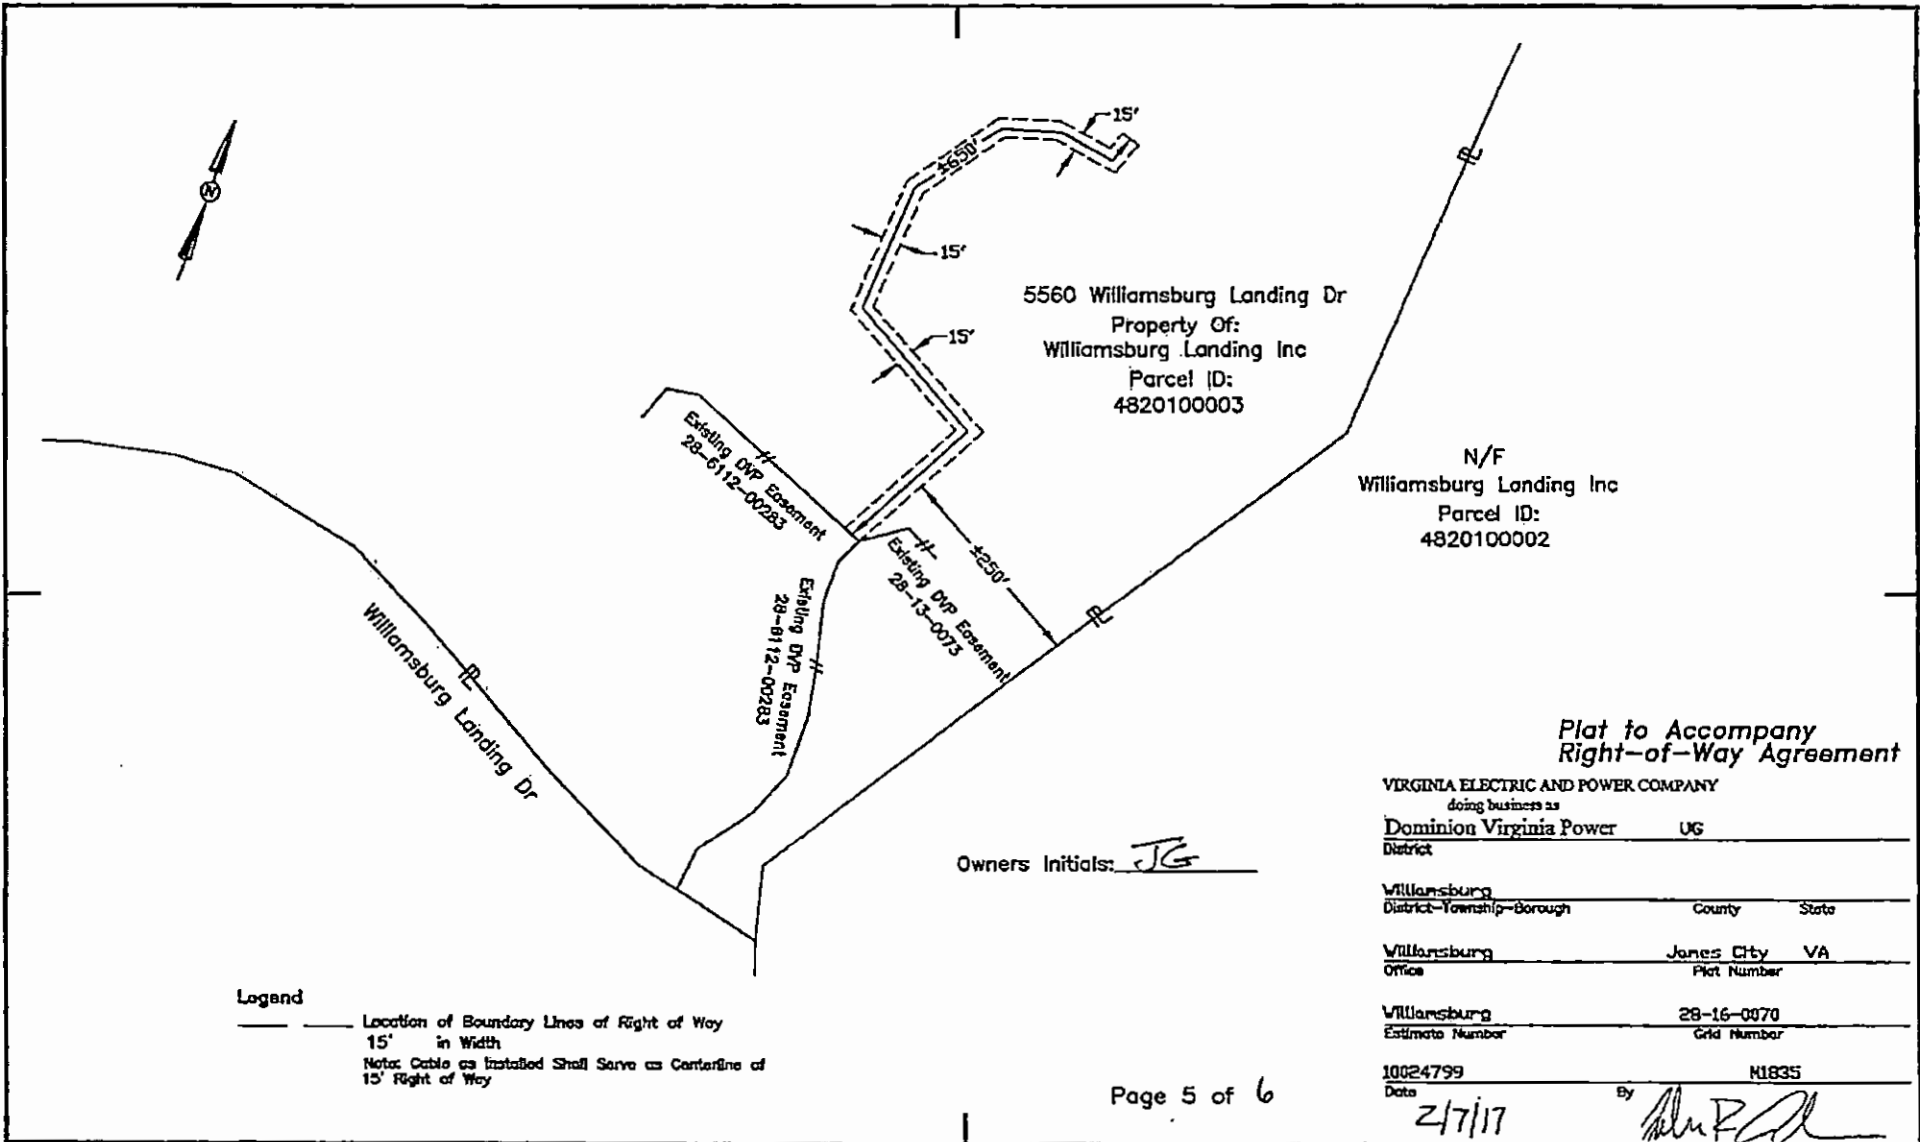 N
15'
±650'
15'
15'
5560 Williamsburg Landing Dr
Property Of:
Williamsburg Landing Inc
Parcel ID:
4820100003
N/F
Williamsburg Landing Inc
Parcel ID:
4820100002
PL
Existing DVP Easement
28-6112-00283
Existing DVP Easement
28-13-0073
±250'
PL
Existing DVP Easement
28-6112-00283
PL
Williamsburg Landing Dr
Owners Initials: JG
Plat to Accompany
Right-of-Way Agreement
VIRGINIA ELECTRIC AND POWER COMPANY
doing business as
Dominion Virginia Power UG
District
Williamsburg
District-Township-Borough County State
Williamsburg James City VA
Office Plat Number
Williamsburg 28-16-0070
Estimate Number Grid Number
10024799 M1835
Date By
2/7/17
Legend
Location of Boundary Lines of Right of Way
15' in Width
Note: Cable as Installed Shall Serve as Centerline of
15' Right of Way
Page 5 of 6